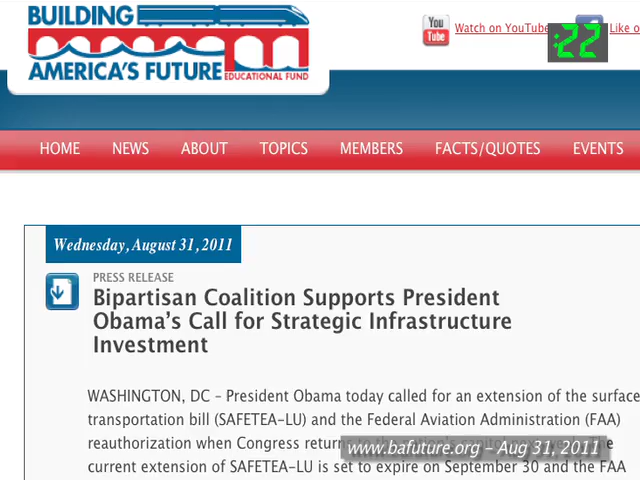 BUILDING
AMERICA'S FUTURE EDUCATIONAL FUND
You Tube Watch on YouTube Like o
:22
HOME NEWS ABOUT TOPICS MEMBERS FACTS/QUOTES EVENTS
Wednesday, August 31, 2011
PRESS RELEASE
Bipartisan Coalition Supports President
Obama's Call for Strategic Infrastructure
Investment
WASHINGTON, DC – President Obama today called for an extension of the surface
transportation bill (SAFETEA-LU) and the Federal Aviation Administration (FAA)
reauthorization when Congress returns
www.bafuture.org - Aug 31, 2011
current extension of SAFETEA-LU is set to expire on September 30 and the FAA